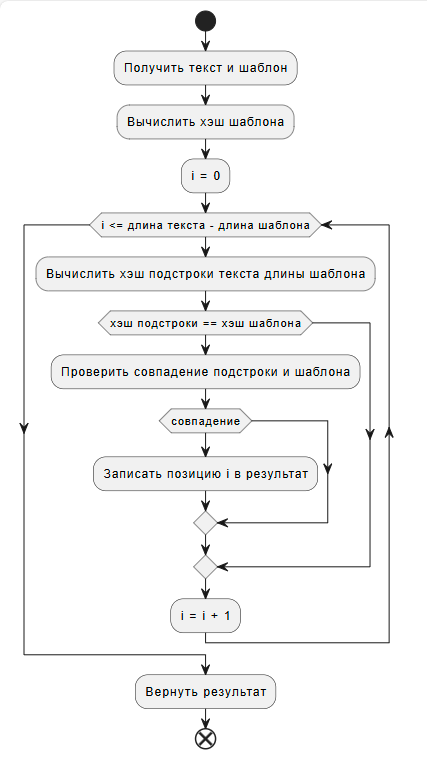 Получить текст и шаблон
Вычислить хэш шаблона
i = 0
i <= длина текста - длина шаблона
Вычислить хэш подстроки текста длины шаблона
хэш подстроки == хэш шаблона
Проверить совпадение подстроки и шаблона
совпадение
Записать позицию i в результат
i = i + 1
Вернуть результат